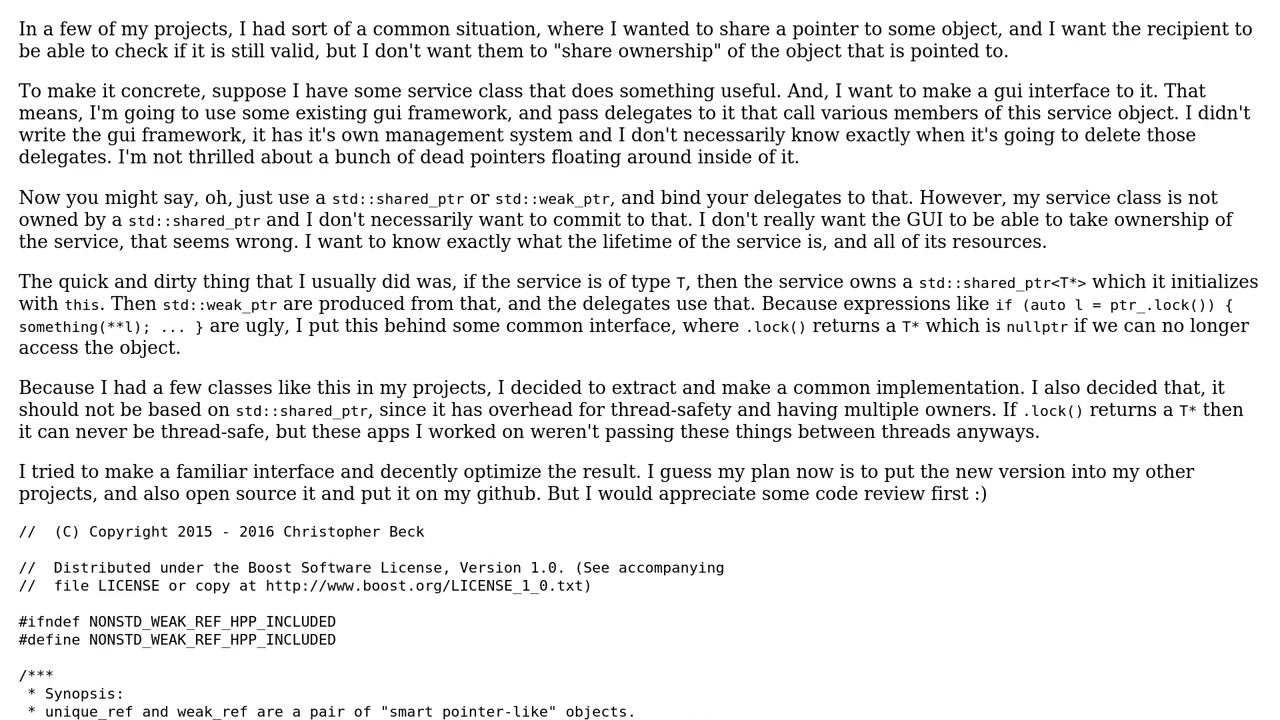 In a few of my projects, I had sort of a common situation, where I wanted to share a pointer to some object, and I want the recipient to
be able to check if it is still valid, but I don't want them to "share ownership" of the object that is pointed to.
To make it concrete, suppose I have some service class that does something useful. And, I want to make a gui interface to it. That
means, I'm going to use some existing gui framework, and pass delegates to it that call various members of this service object. I didn't
write the gui framework, it has it's own management system and I don't necessarily know exactly when it's going to delete those
delegates. I'm not thrilled about a bunch of dead pointers floating around inside of it.
Now you might say, oh, just use a std::shared_ptr or std::weak_ptr, and bind your delegates to that. However, my service class is not
owned by a std::shared_ptr and I don't necessarily want to commit to that. I don't really want the GUI to be able to take ownership of
the service, that seems wrong. I want to know exactly what the lifetime of the service is, and all of its resources.
The quick and dirty thing that I usually did was, if the service is of type T, then the service owns a std::shared_ptr<T*> which it initializes
with this. Then std::weak_ptr are produced from that, and the delegates use that. Because expressions like if (auto l = ptr_.lock()) {
something(**l); ... } are ugly, I put this behind some common interface, where .lock() returns a T* which is nullptr if we can no longer
access the object.
Because I had a few classes like this in my projects, I decided to extract and make a common implementation. I also decided that, it
should not be based on std::shared_ptr, since it has overhead for thread-safety and having multiple owners. If .lock() returns a T* then
it can never be thread-safe, but these apps I worked on weren't passing these things between threads anyways.
I tried to make a familiar interface and decently optimize the result. I guess my plan now is to put the new version into my other
projects, and also open source it and put it on my github. But I would appreciate some code review first :)
//  (C) Copyright 2015 - 2016 Christopher Beck
//  Distributed under the Boost Software License, Version 1.0. (See accompanying
//  file LICENSE or copy at http://www.boost.org/LICENSE_1_0.txt)
#ifndef NONSTD_WEAK_REF_HPP_INCLUDED
#define NONSTD_WEAK_REF_HPP_INCLUDED
/***
 * Synopsis:
 * unique_ref and weak_ref are a pair of "smart pointer-like" objects.